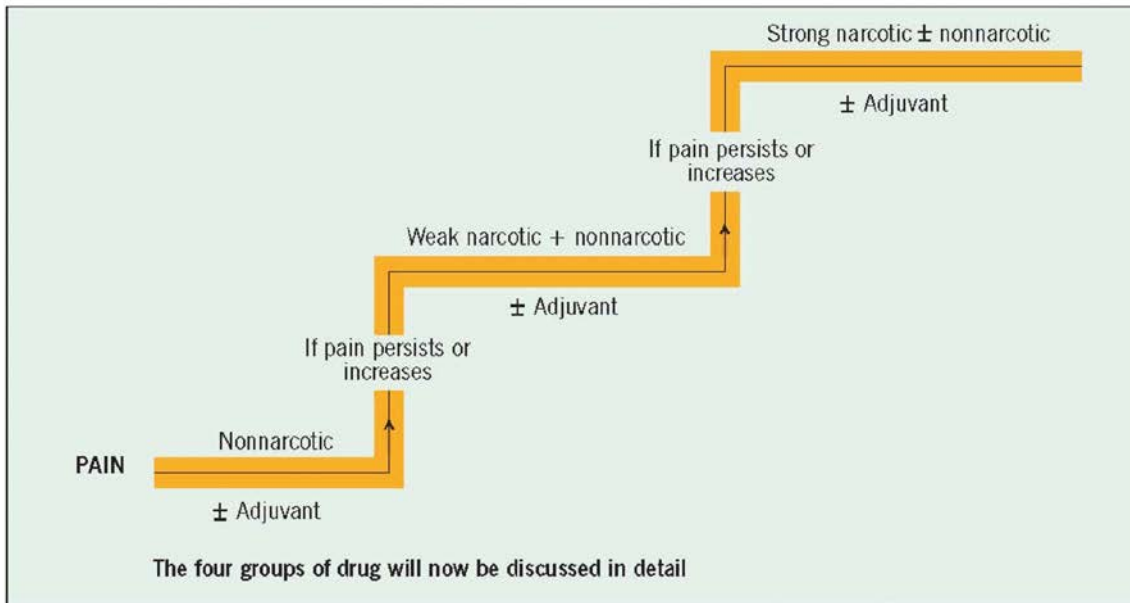 Strong narcotic ± nonnarcotic
± Adjuvant
If pain persists or
increases
Weak narcotic + nonnarcotic
± Adjuvant
If pain persists or
increases
Nonnarcotic
PAIN
± Adjuvant
The four groups of drug will now be discussed in detail